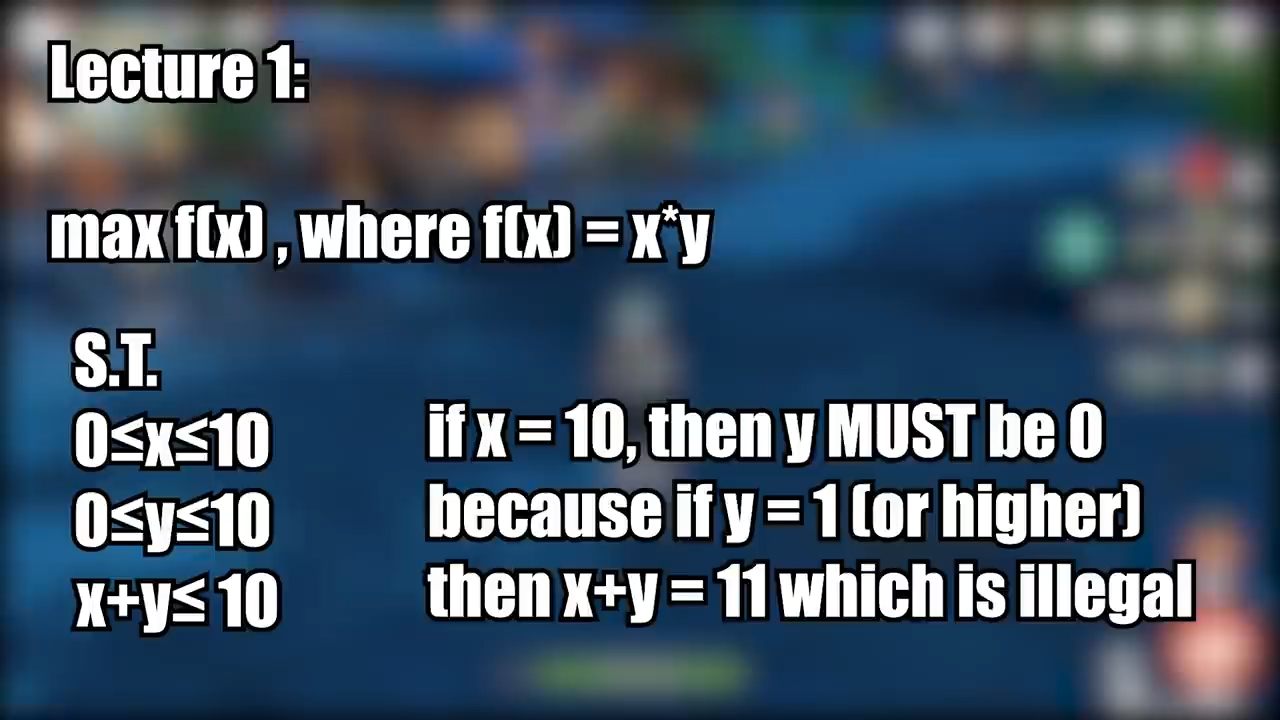 Lecture 1:
max f(x) , where f(x) = x*y
S.T.
0≤x≤10
0≤y≤10
x+y≤ 10
if x = 10, then y MUST be 0
because if y = 1 (or higher)
then x+y = 11 which is illegal